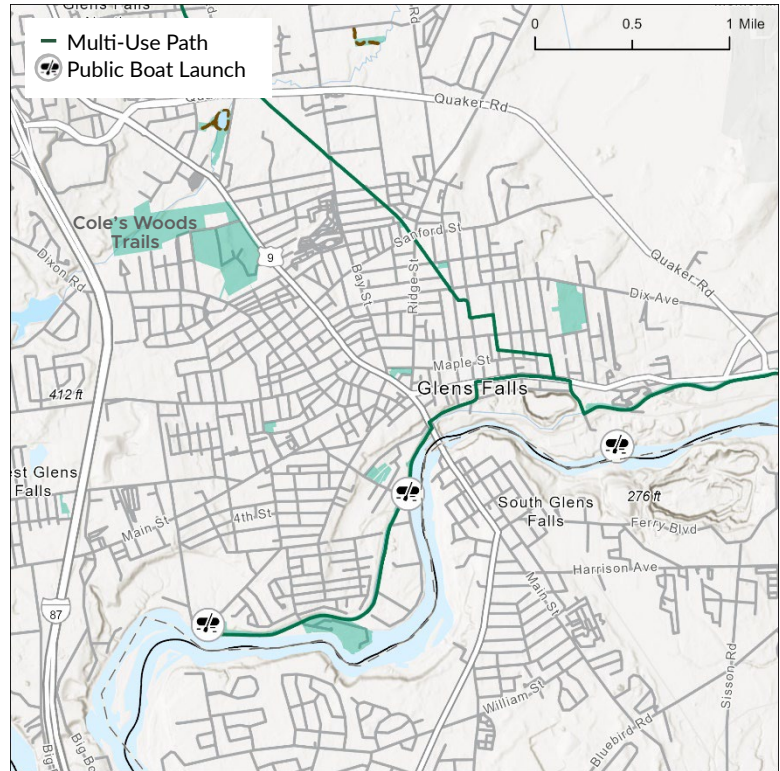 Glens Falls
Multi-Use Path
Public Boat Launch
0
0.5
1 Mile
Quaker Rd
Cole's Woods
Trails
Sanford St
9
Dixon Rd
Bay St
Ridge St
Quaker Rd
Dix Ave
Maple St
412 ft
Glens Falls
est Glens
Falls
276 ft
South Glens
Falls
4th St
Main St
Ferry Blvd
Harrison Ave
Main St
87
William St
Sisson Rd
Bluebird Rd